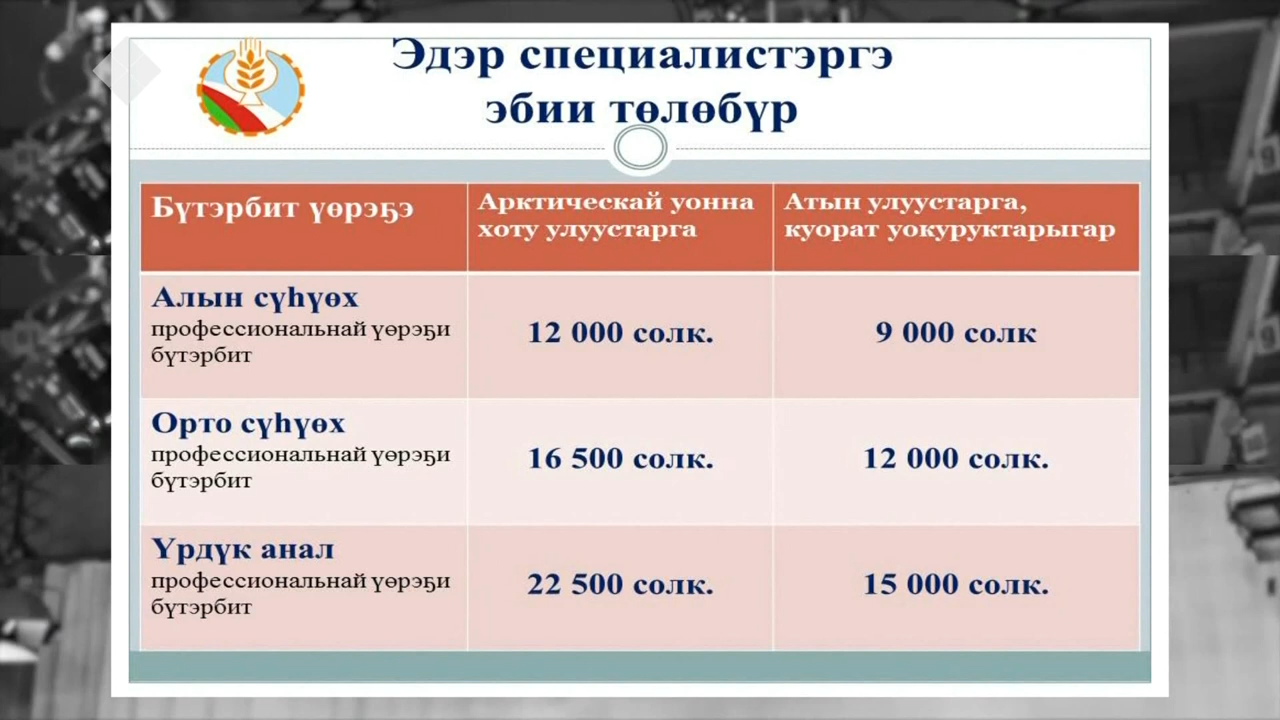 Эдэр специалистэргэ
эбии төлөбүр
Бүтэрбит үөрэҕэ
Арктическай уонна
хоту улуустарга
Атын улуустарга,
куорат уокуруктарыгар
Алын сүһүөх
профессиональнай үөрэҕи
бүтэрбит
12 000 солк.
9 000 солк
Орто сүһүөх
профессиональнай үөрэҕи
бүтэрбит
16 500 солк.
12 000 солк.
Үрдүк анал
профессиональнай үөрэҕи
бүтэрбит
22 500 солк.
15 000 солк.